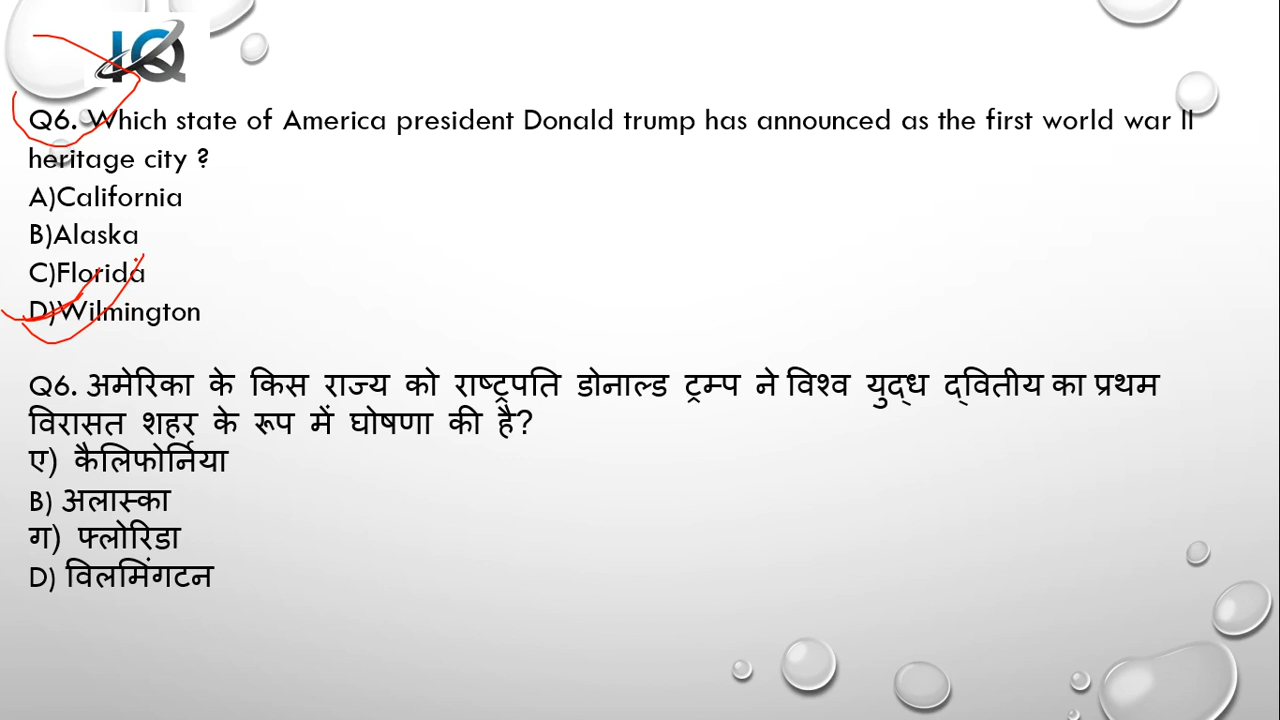 IQ
Q6. Which state of America president Donald trump has announced as the first world war II
heritage city ?
A)California
B)Alaska
C)Florida
D)Wilmington
Q6. अमेरिका के किस राज्य को राष्ट्रपति डोनाल्ड ट्रम्प ने विश्व युद्ध द्वितीय का प्रथम
विरासत शहर के रूप में घोषणा की है?
ए) कैलिफोर्निया
B) अलास्का
ग) फ्लोरिडा
D) विलमिंगटन